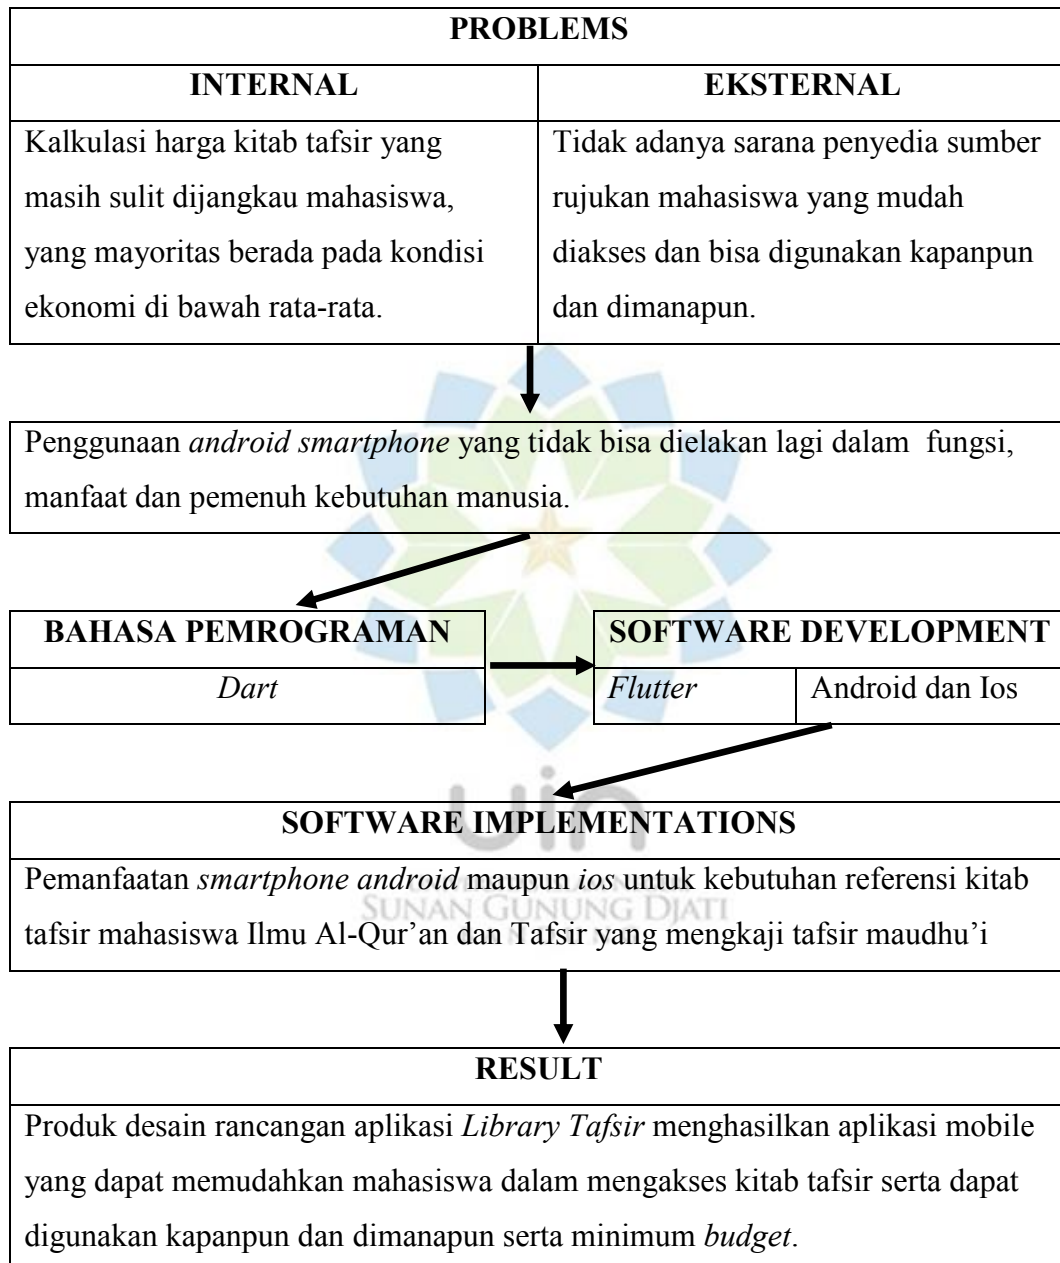 PROBLEMS
INTERNAL
EKSTERNAL
Kalkulasi harga kitab tafsir yang
masih sulit dijangkau mahasiswa,
yang mayoritas berada pada kondisi
ekonomi di bawah rata-rata.
Tidak adanya sarana penyedia sumber
rujukan mahasiswa yang mudah
diakses dan bisa digunakan kapanpun
dan dimanapun.
Penggunaan android smartphone yang tidak bisa dielakan lagi dalam fungsi,
manfaat dan pemenuh kebutuhan manusia.
BAHASA PEMROGRAMAN
Dart
SOFTWARE DEVELOPMENT
Flutter
Android dan Ios
uin
SOFTWARE IMPLEMENTATIONS
Pemanfaatan smartphone android maupun ios untuk kebutuhan referensi kitab
SUNAN GUNUNG DJATI
tafsir mahasiswa Ilmu Al-Qur’an dan Tafsir yang mengkaji tafsir maudhu’i
RESULT
Produk desain rancangan aplikasi Library Tafsir menghasilkan aplikasi mobile
yang dapat memudahkan mahasiswa dalam mengakses kitab tafsir serta dapat
digunakan kapanpun dan dimanapun serta minimum budget.